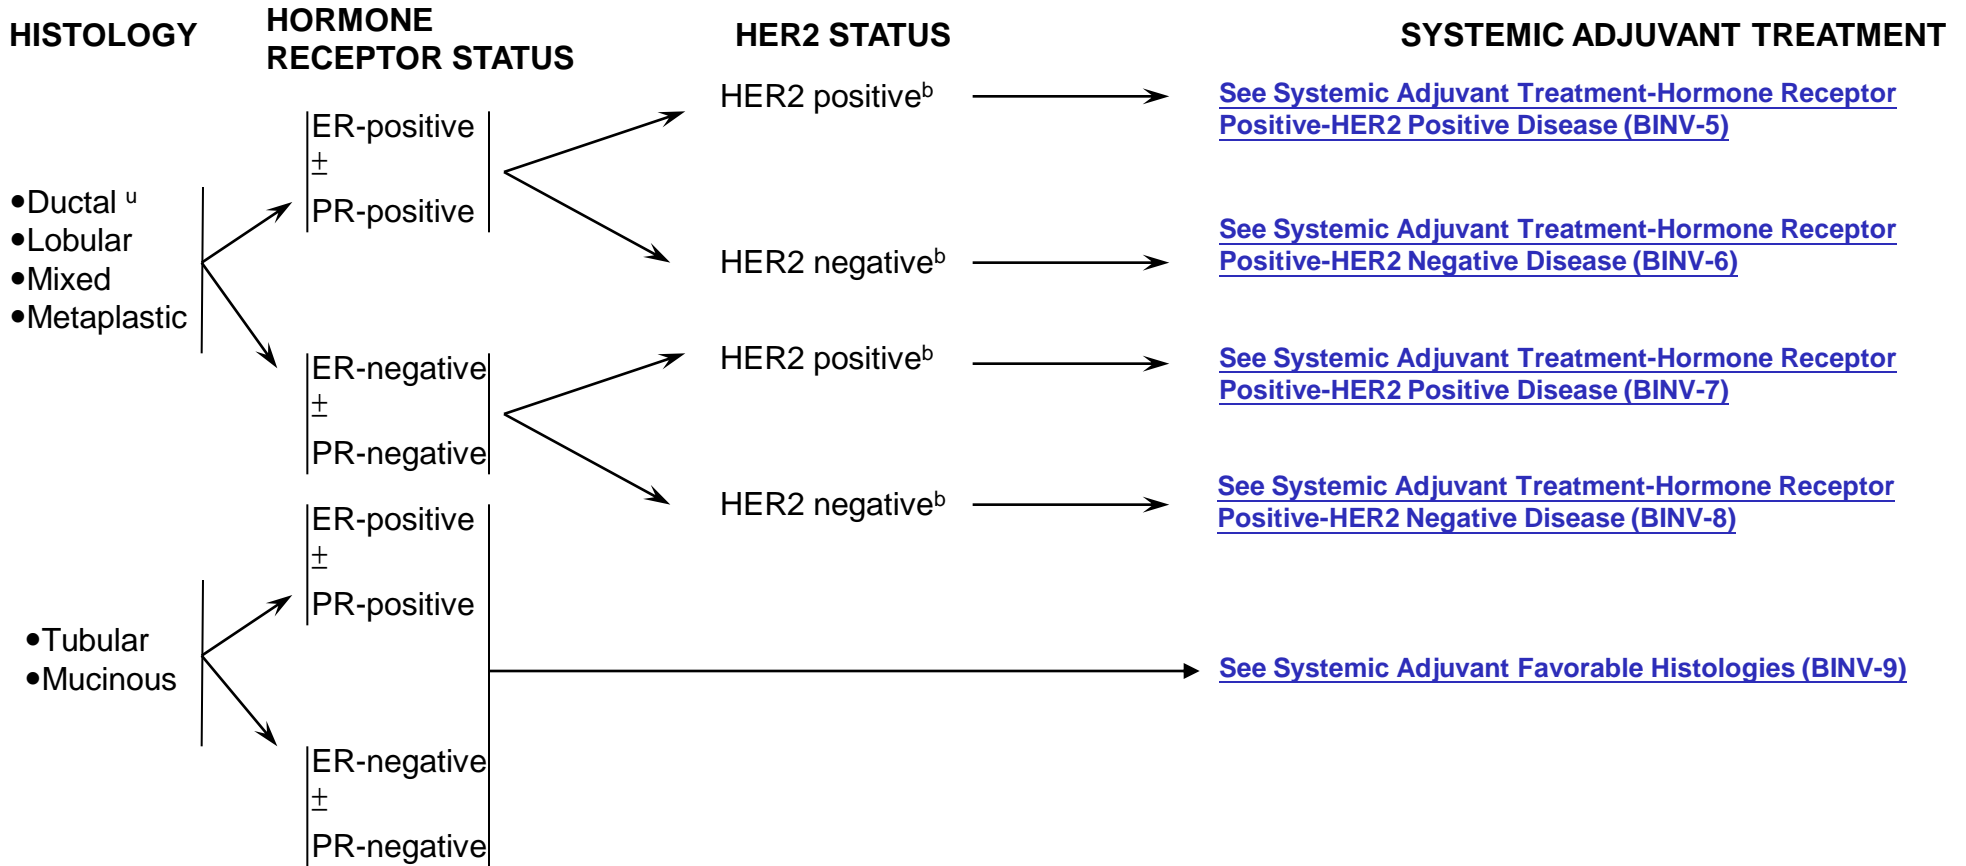 HISTOLOGY
HORMONE
RECEPTOR STATUS
HER2 STATUS
SYSTEMIC ADJUVANT TREATMENT
•Ductal u
•Lobular
•Mixed
•Metaplastic
ER-positive
±
PR-positive
HER2 positiveb
See Systemic Adjuvant Treatment-Hormone Receptor
Positive-HER2 Positive Disease (BINV-5)
HER2 negativeb
See Systemic Adjuvant Treatment-Hormone Receptor
Positive-HER2 Negative Disease (BINV-6)
ER-negative
±
PR-negative
HER2 positiveb
See Systemic Adjuvant Treatment-Hormone Receptor
Positive-HER2 Positive Disease (BINV-7)
HER2 negativeb
See Systemic Adjuvant Treatment-Hormone Receptor
Positive-HER2 Negative Disease (BINV-8)
•Tubular
•Mucinous
ER-positive
±
PR-positive
ER-negative
±
PR-negative
See Systemic Adjuvant Favorable Histologies (BINV-9)